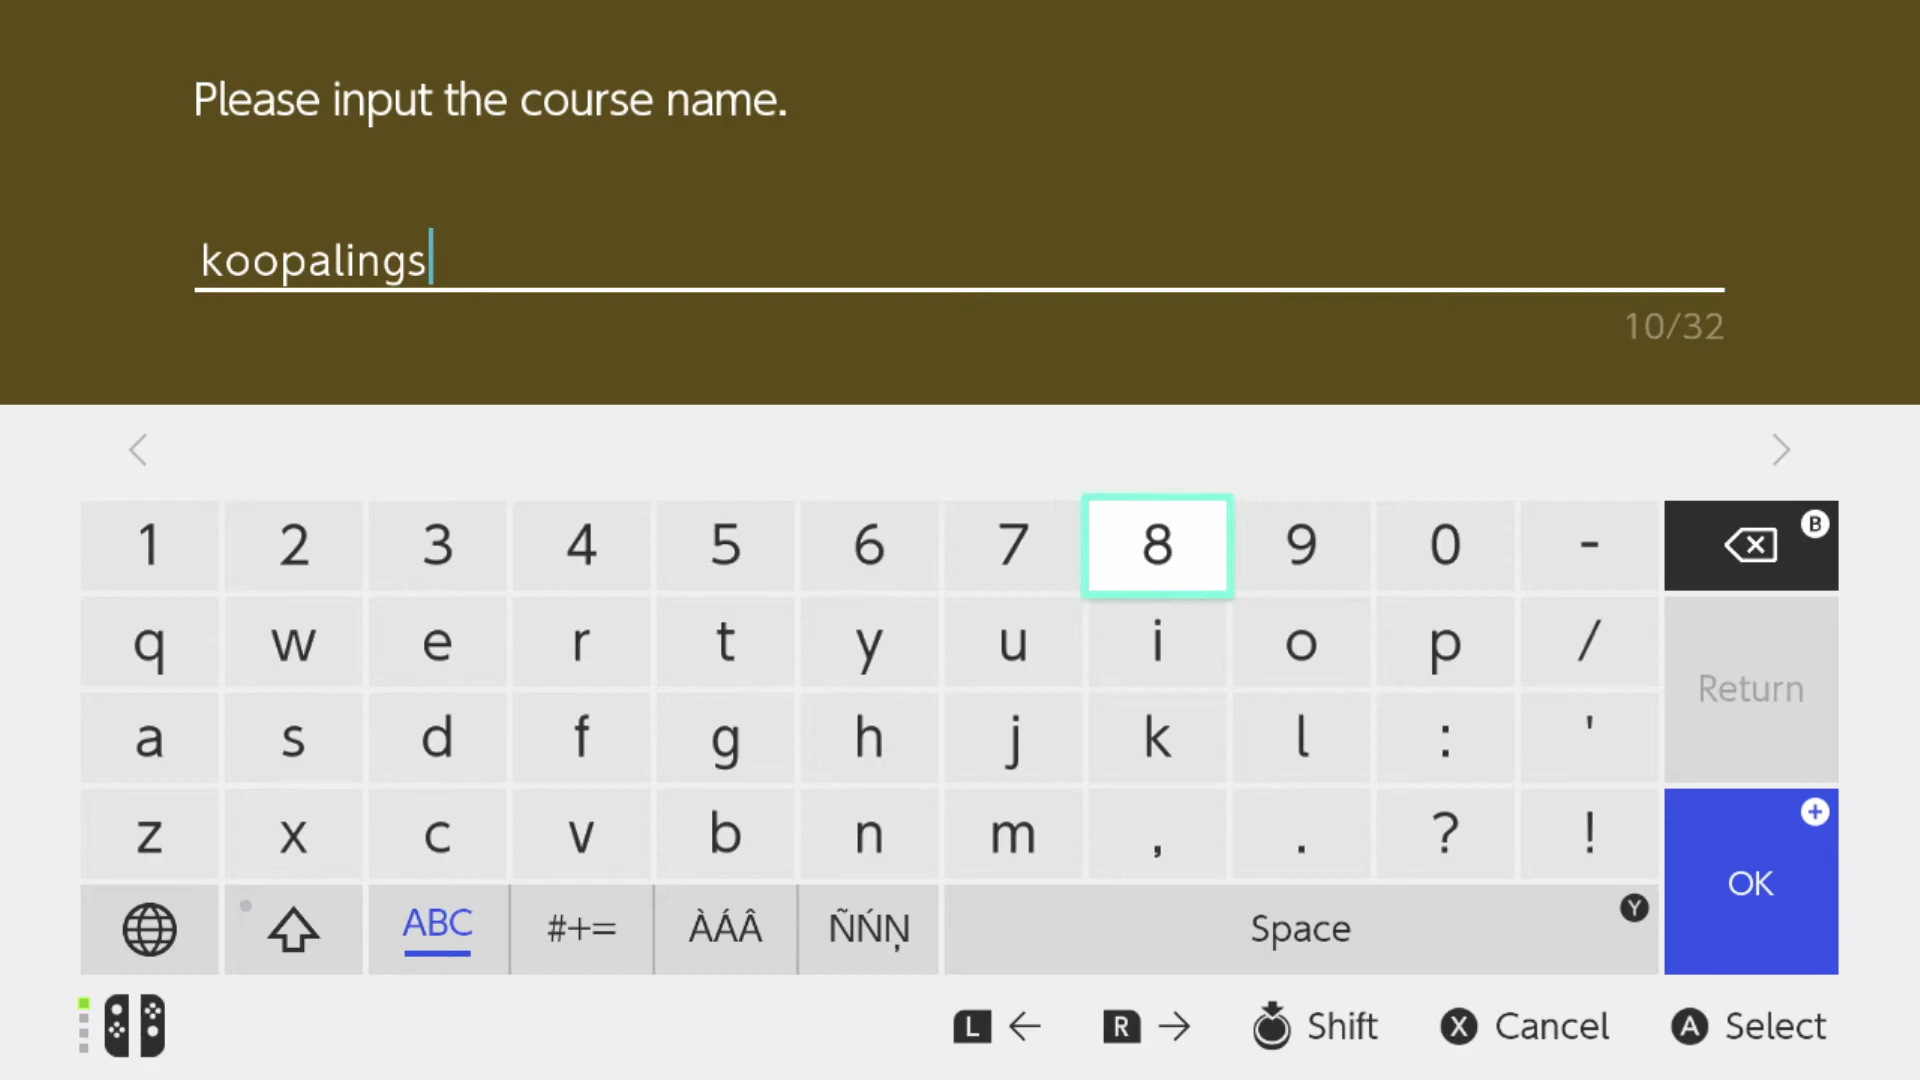 Please input the course name.
koopalings
10/32
1 2 3 4 5 6 7 8 9 0 - B
q w e r t y u i o p / Return
a s d f g h j k l : '
z x c v b n m , . ? ! + OK
ABC #+= ÀÁÂ ÑŃŅ Space Y
L ← R → Shift X Cancel A Select